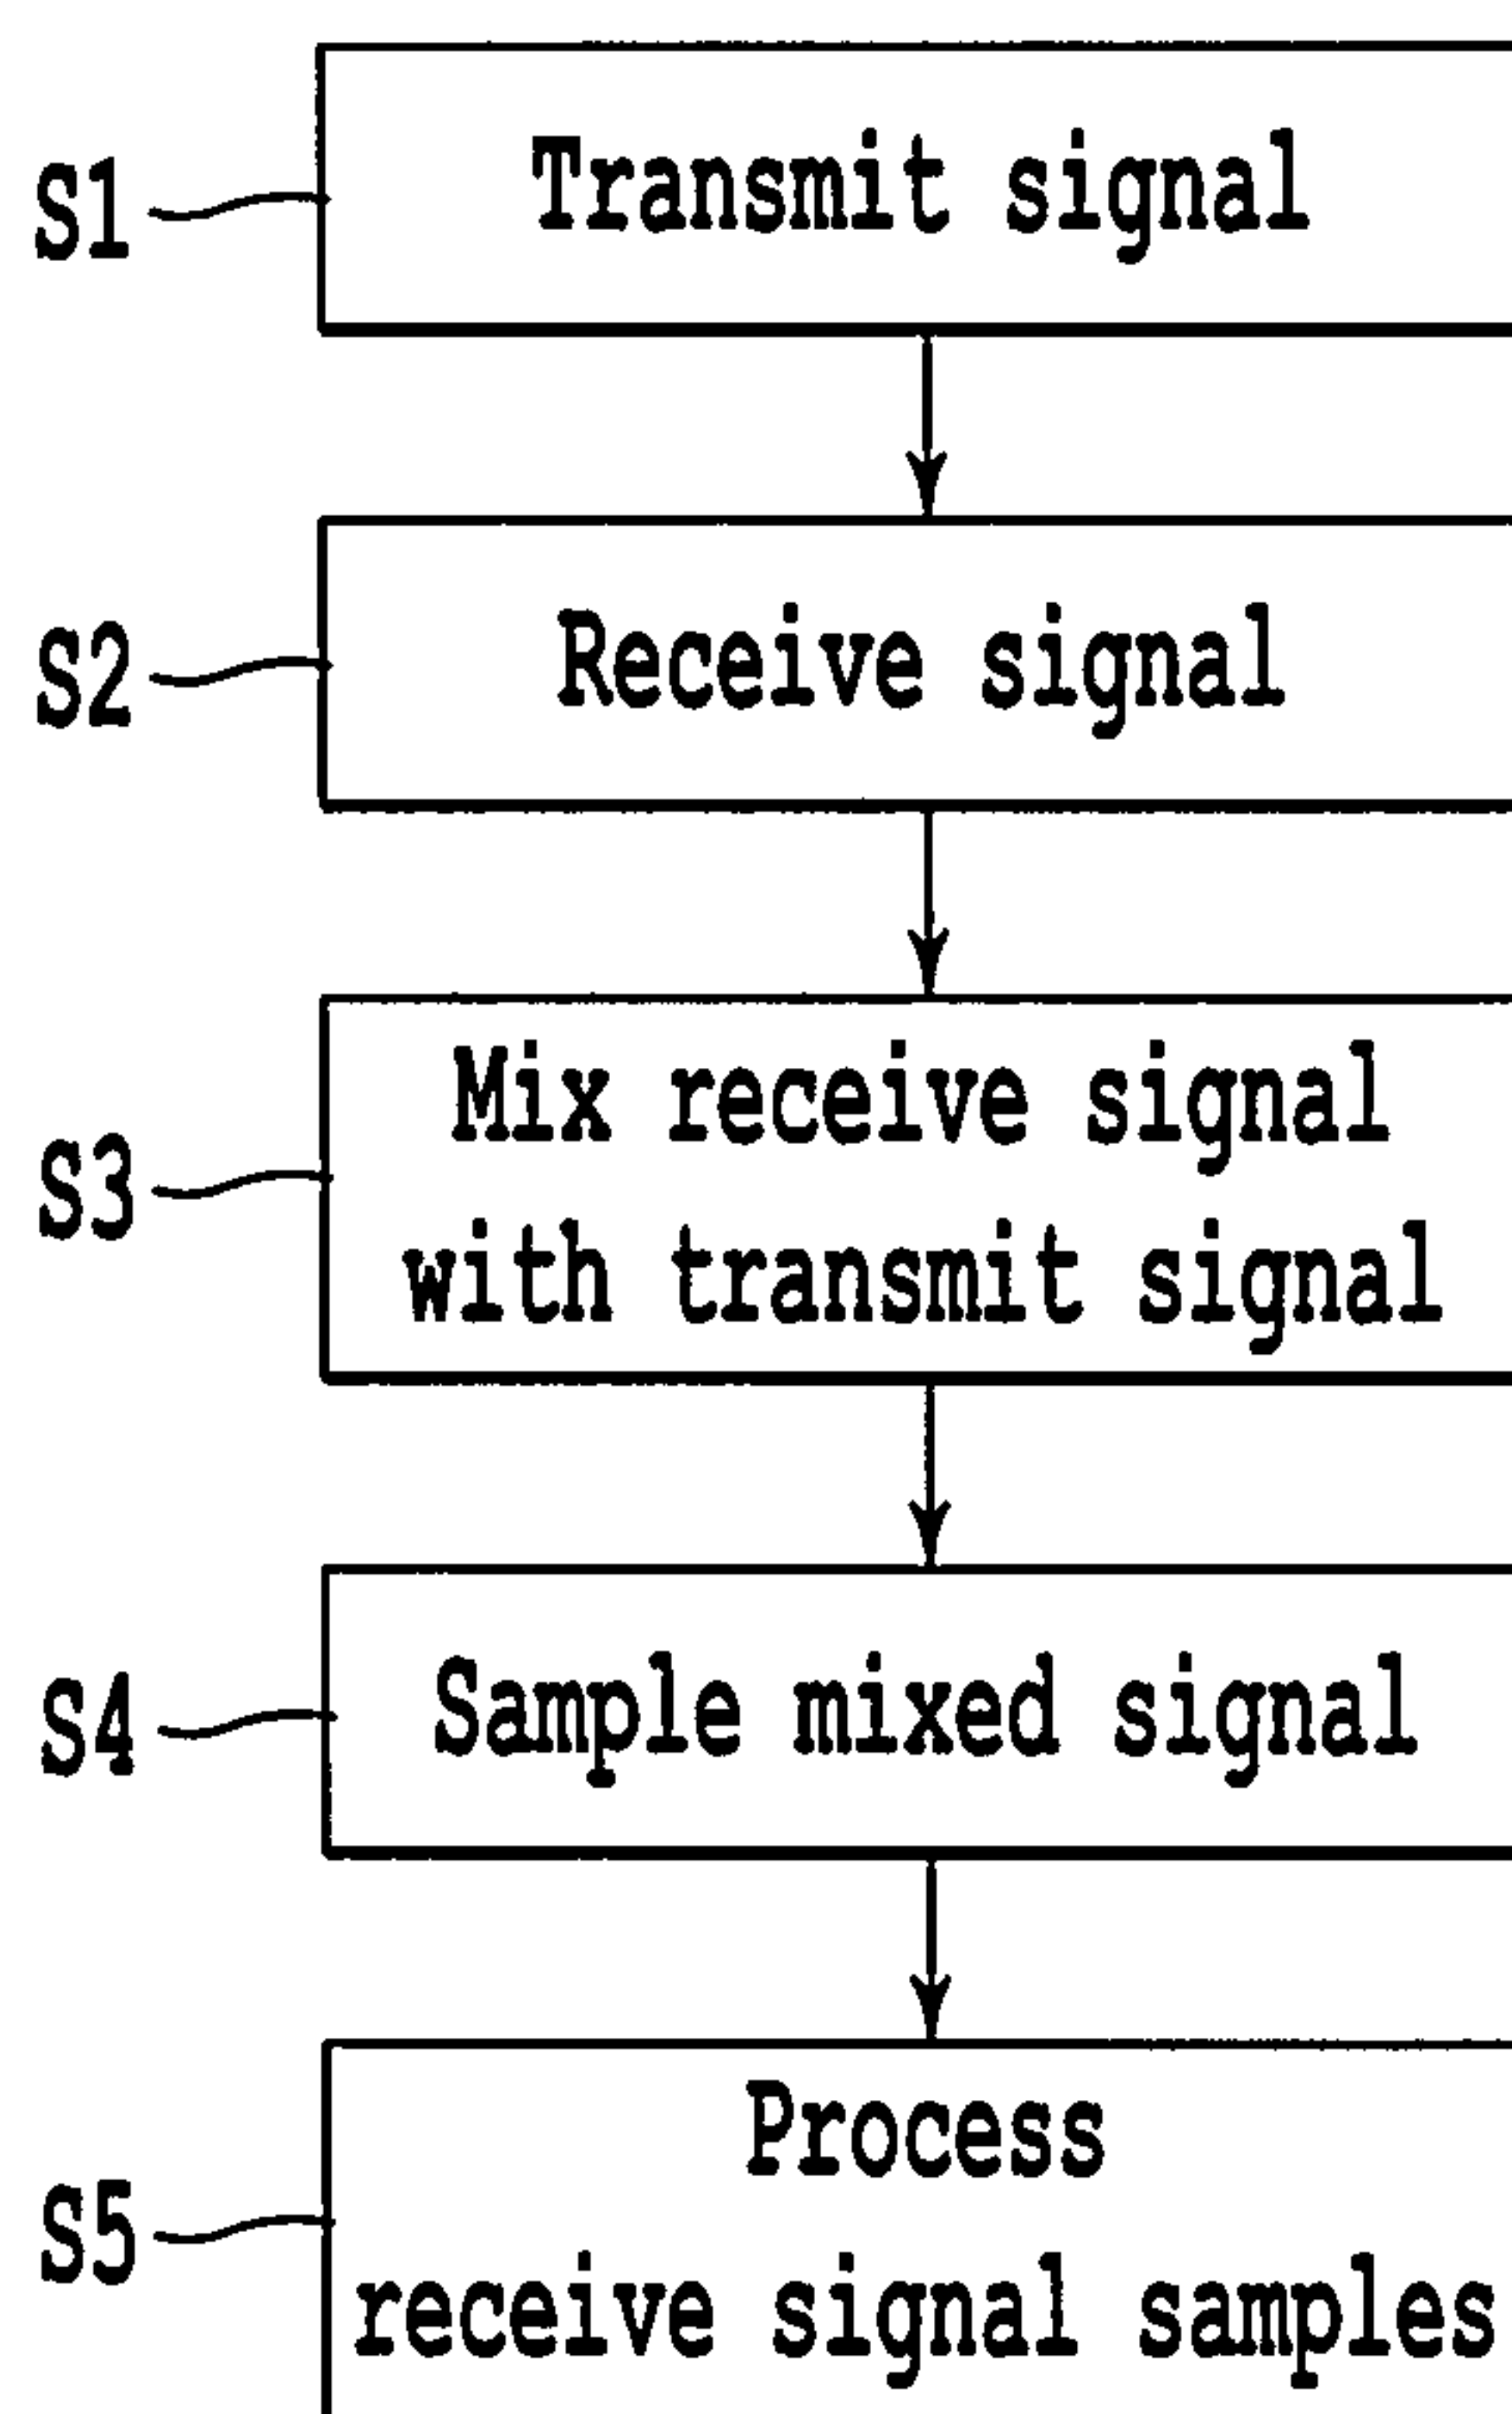 S1
Transmit signal
S2
Receive signal
S3
Mix receive signal
with transmit signal
S4
Sample mixed signal
S5
Process
receive signal samples